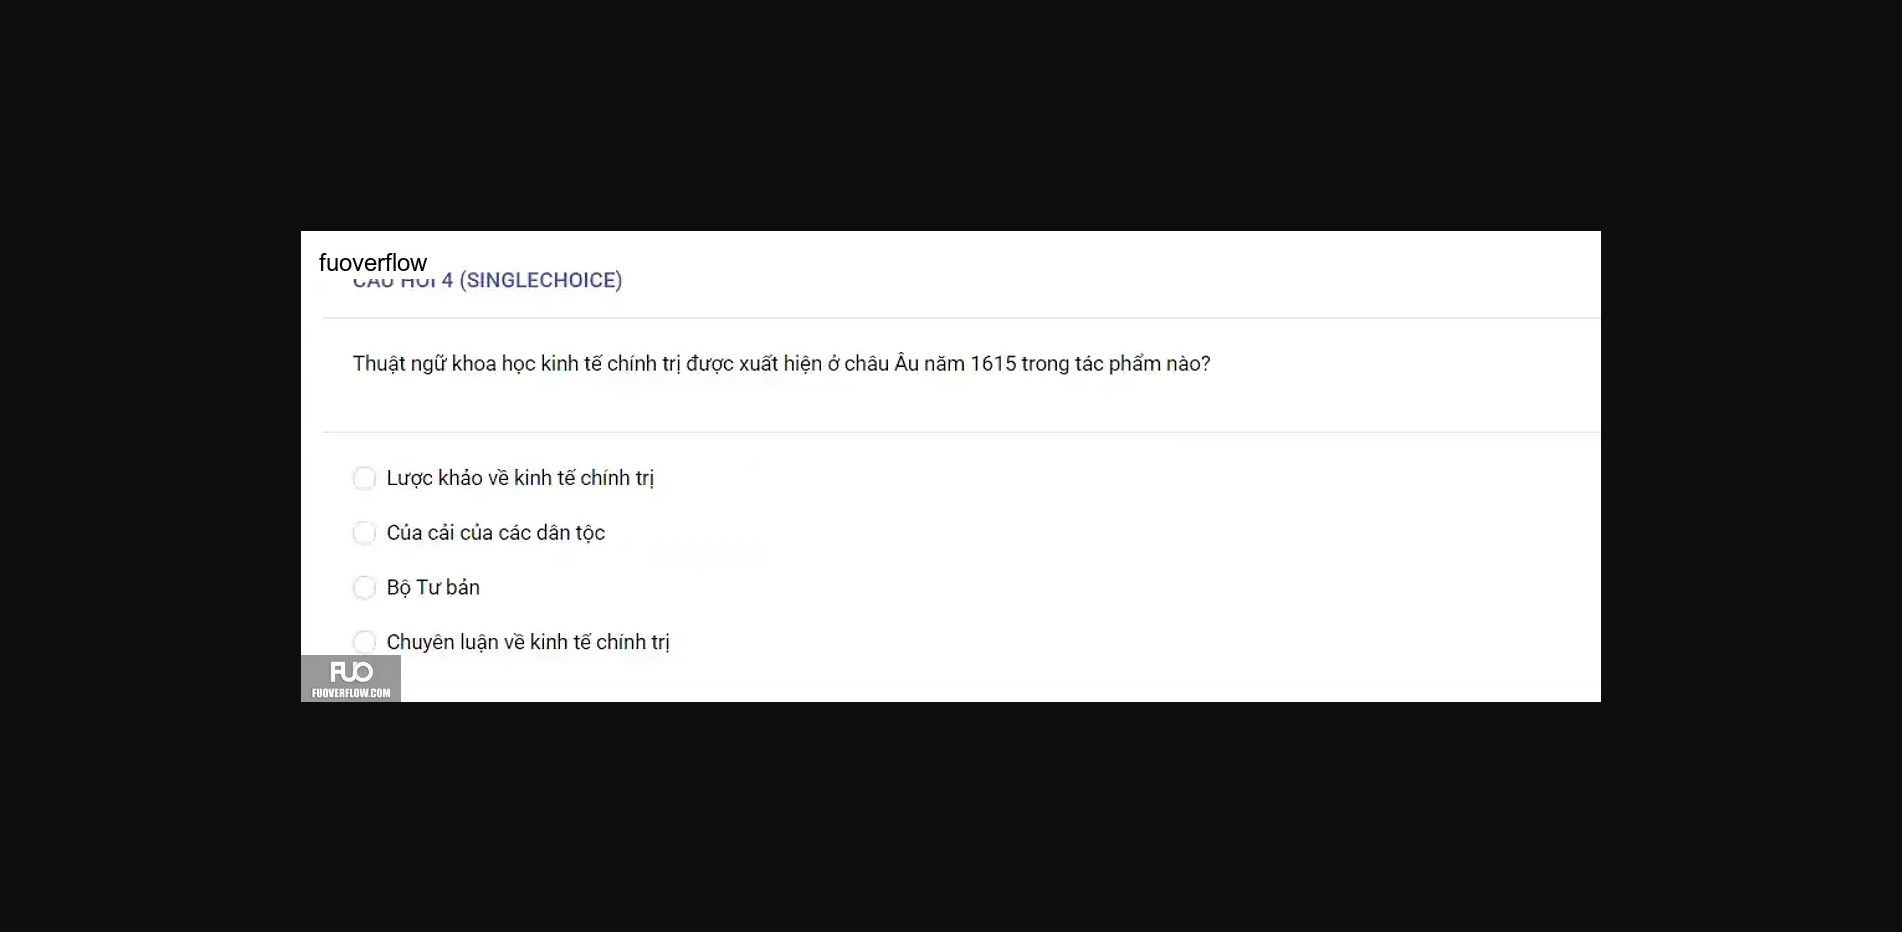 fuoverflow
CÂU HỎI 4 (SINGLECHOICE)
Thuật ngữ khoa học kinh tế chính trị được xuất hiện ở châu Âu năm 1615 trong tác phẩm nào?
Lược khảo về kinh tế chính trị
Của cải của các dân tộc
Bộ Tư bản
Chuyên luận về kinh tế chính trị
FUO
FUOVERFLOW.COM